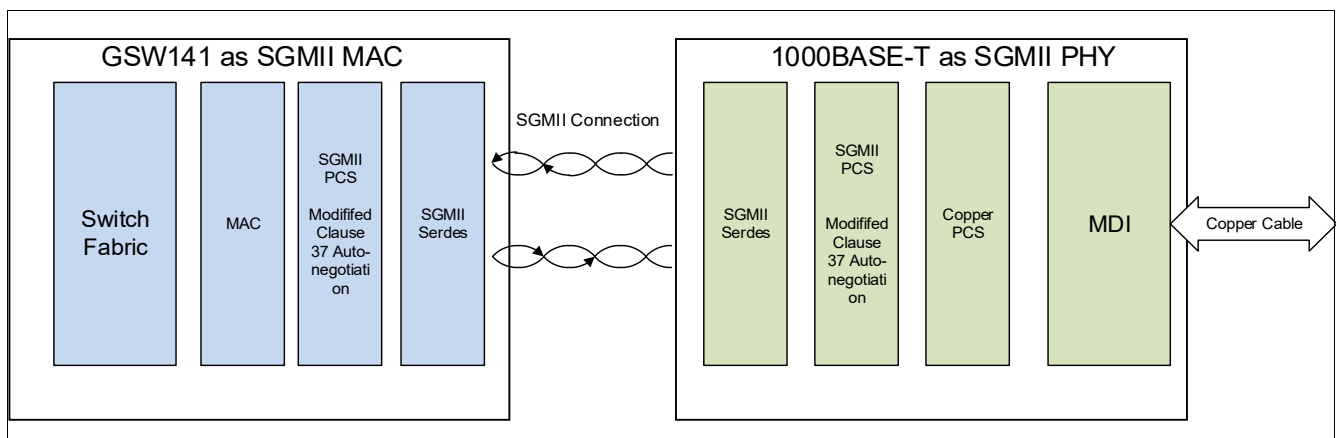 GSW141 as SGMII MAC
Switch
Fabric
MAC
SGMII
PCS
Modififed
Clause
37 Auto-
negotiati
on
SGMII
Serdes
SGMII Connection
1000BASE-T as SGMII PHY
SGMII
Serdes
SGMII
PCS
Modififed
Clause
37 Auto-
negotiati
on
Copper
PCS
MDI
Copper Cable